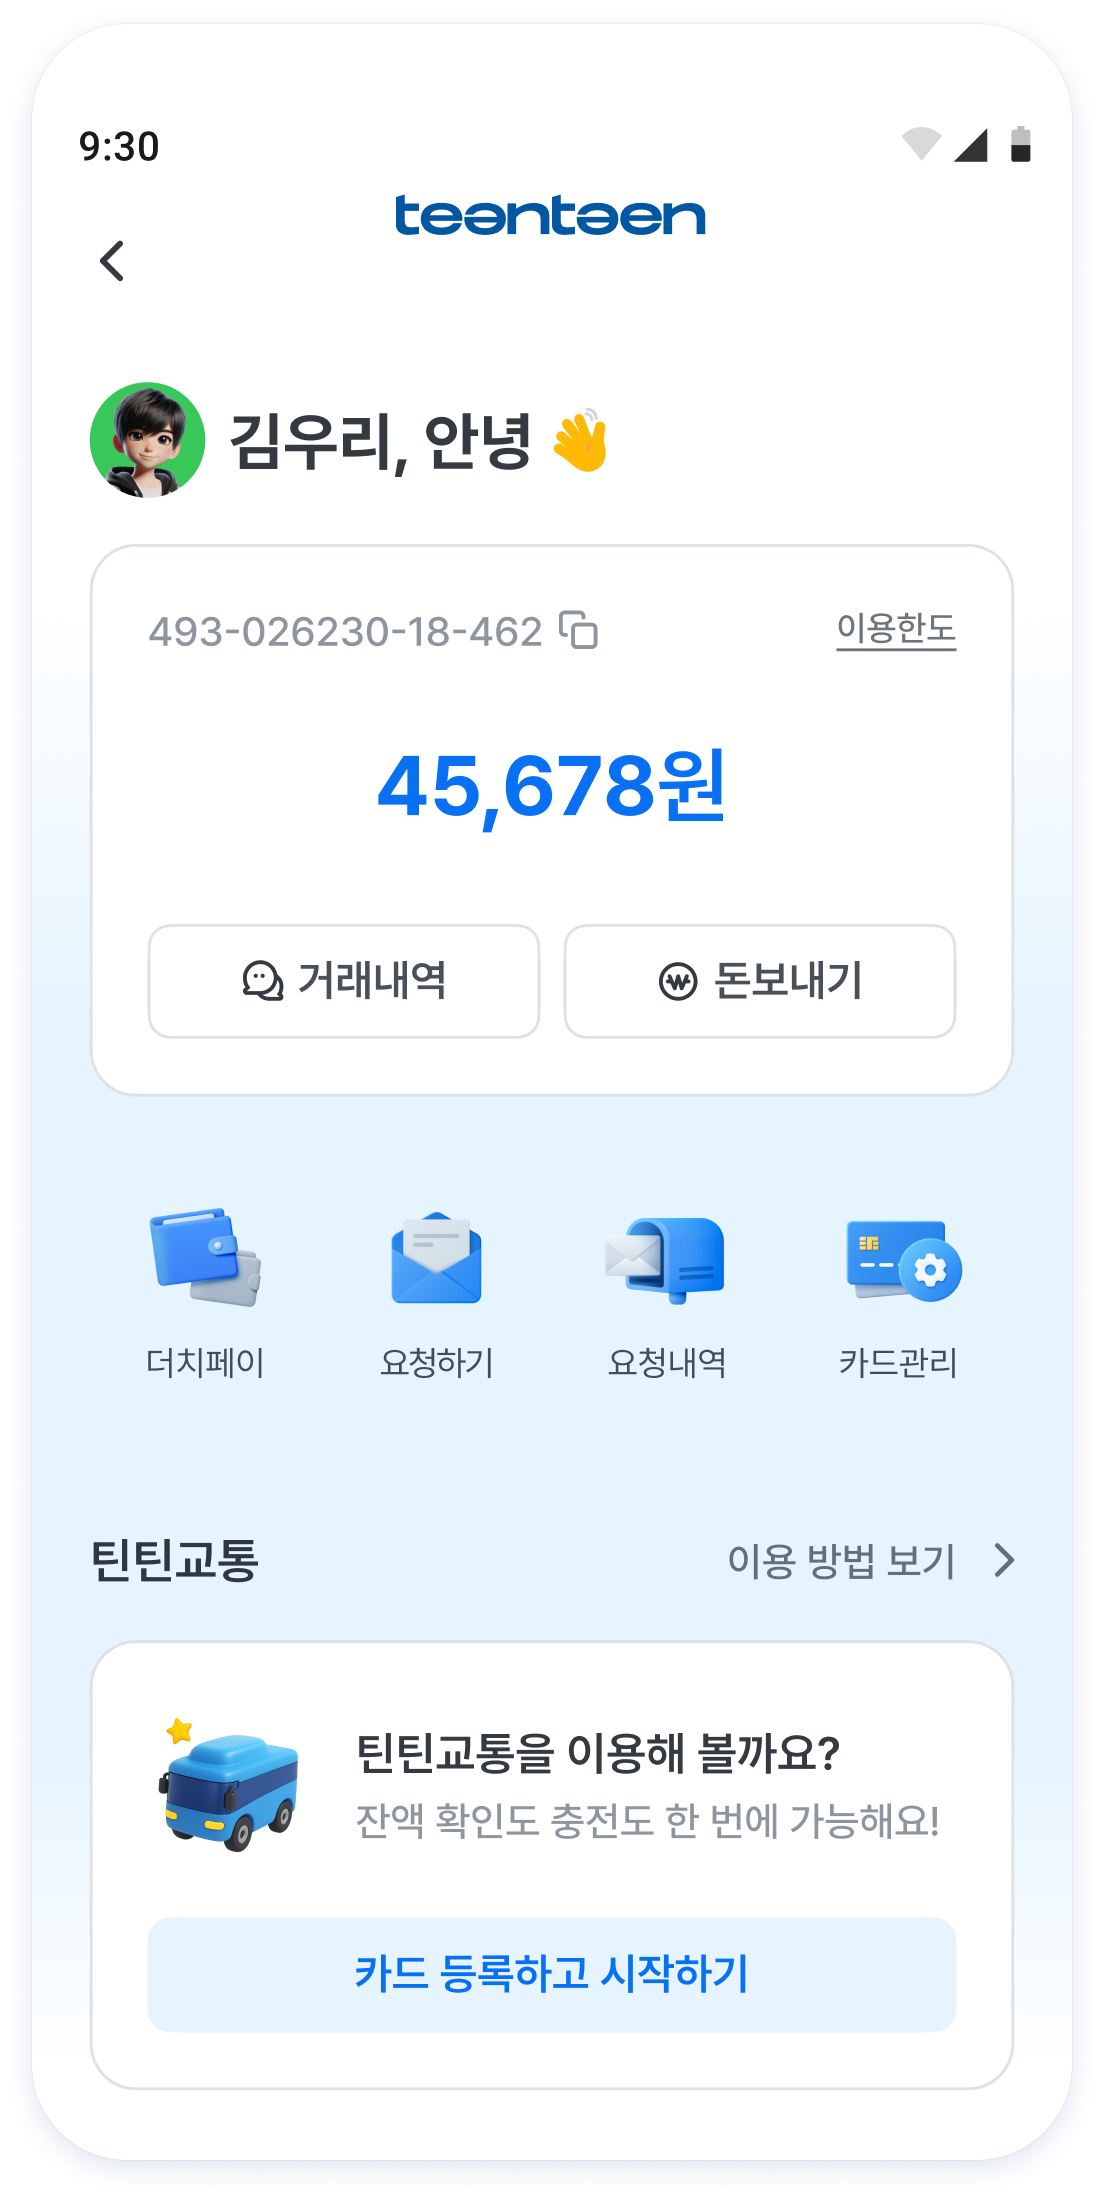 9:30
teenteen
김우리, 안녕 👋
493-026230-18-462
이용한도
45,678원
거래내역
돈보내기
더치페이
요청하기
요청내역
카드관리
틴틴교통
이용 방법 보기
틴틴교통을 이용해 볼까요?
잔액 확인도 충전도 한 번에 가능해요!
카드 등록하고 시작하기